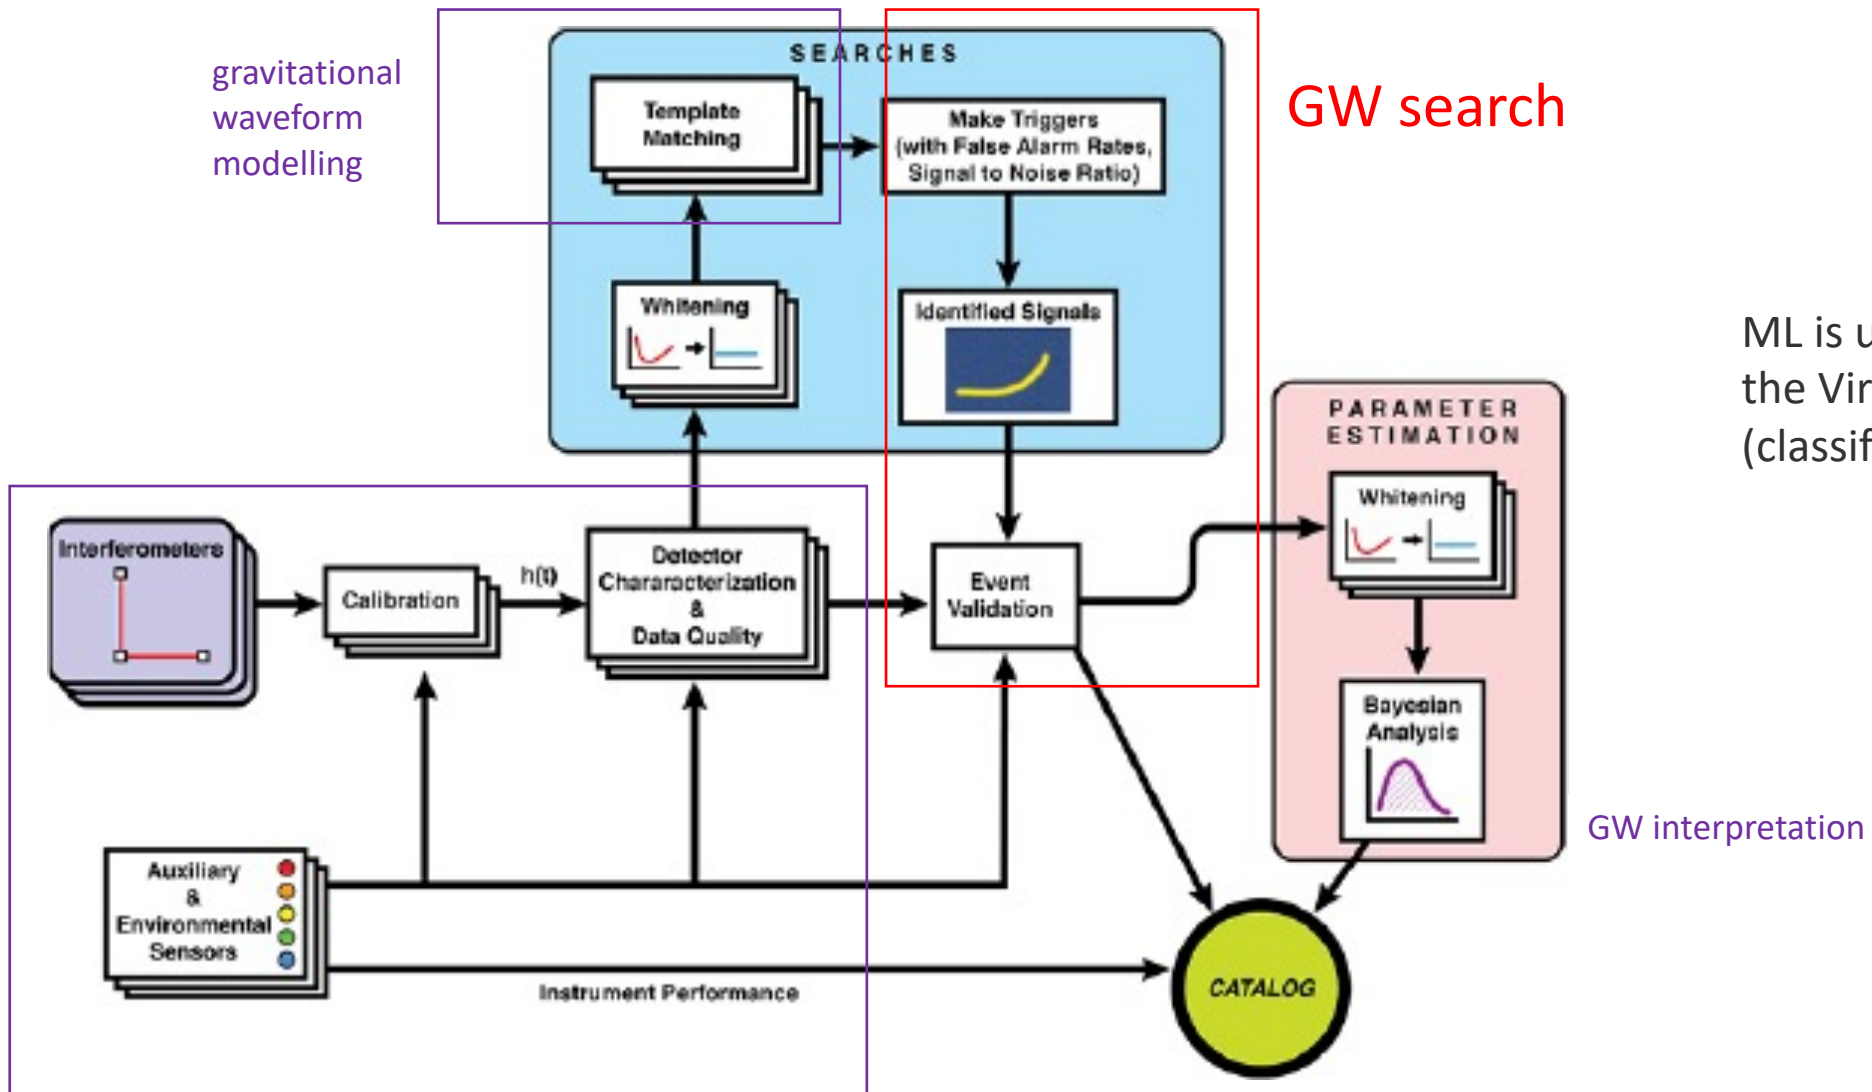 gravitational
waveform
modelling
SEARCHES
Template
Matching
Make Triggers
(with False Alarm Rates,
Signal to Noise Ratio)
GW search
Whitening
Identified Signals
ML is u
the Vir
(classif
PARAMETER
ESTIMATION
Whitening
Interferometers
Calibration
h(t)
Detector
Chararacterization
&
Data Quality
Event
Validation
Bayesian
Analysis
GW interpretation
Auxiliary
&
Environmental
Sensors
Instrument Performance
CATALOG